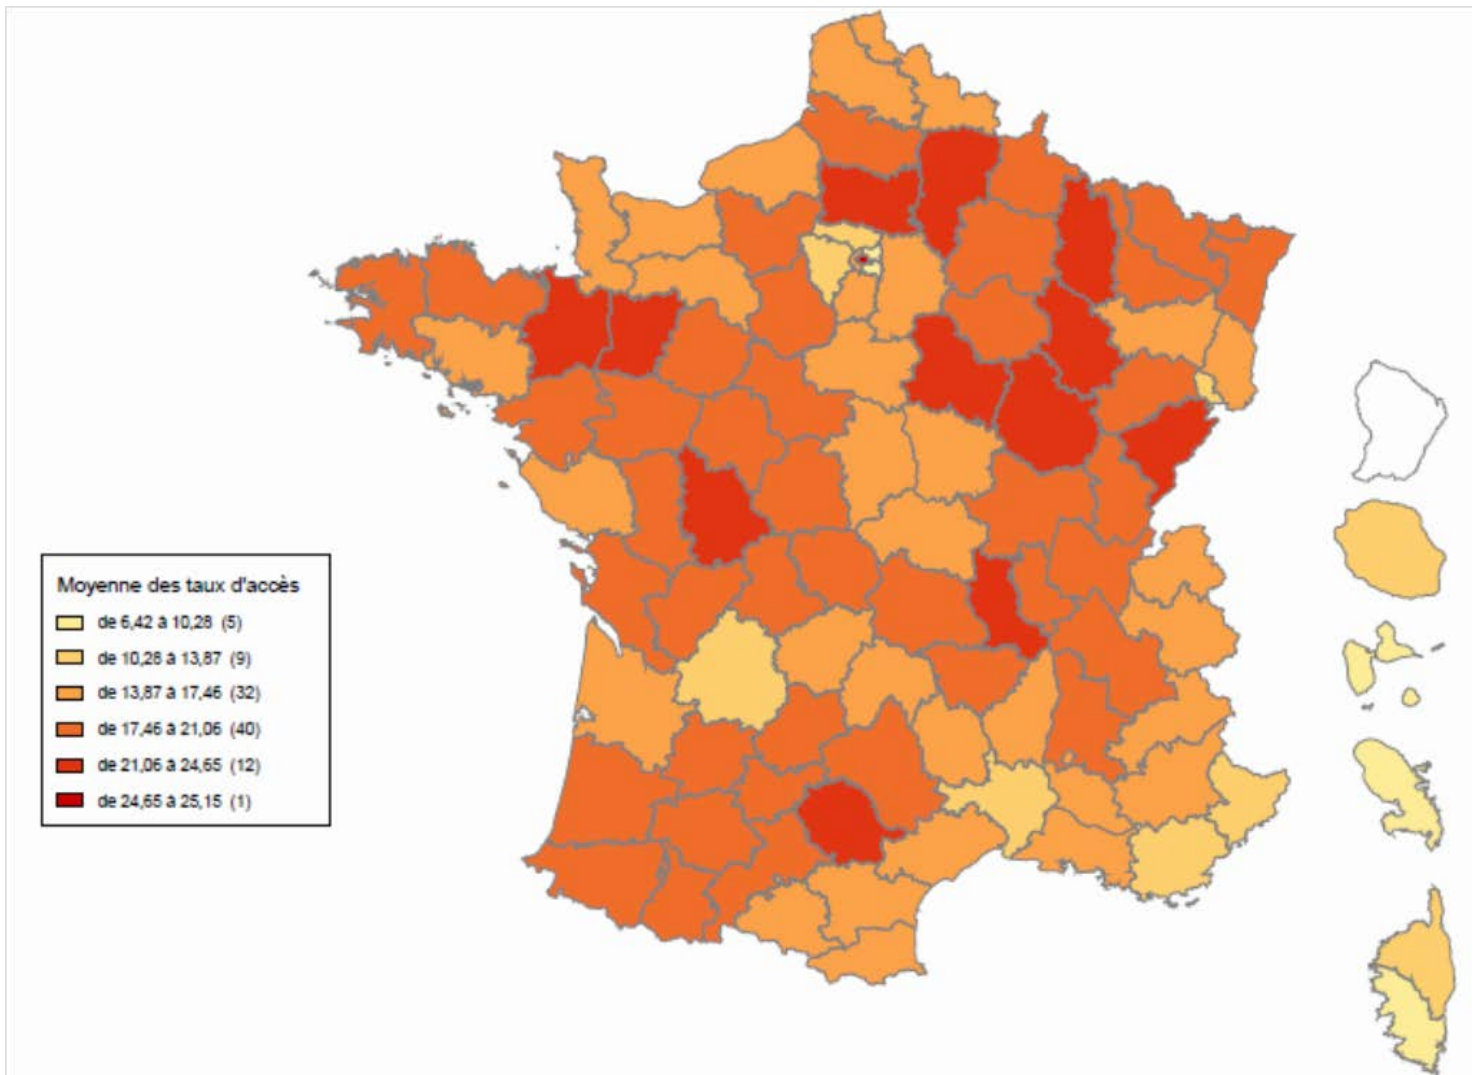 Moyenne des taux d'accès
de 6,42 à 10,28 (5)
de 10,28 à 13,87 (9)
de 13,87 à 17,46 (32)
de 17,46 à 21,06 (40)
de 21,06 à 24,65 (12)
de 24,65 à 25,15 (1)